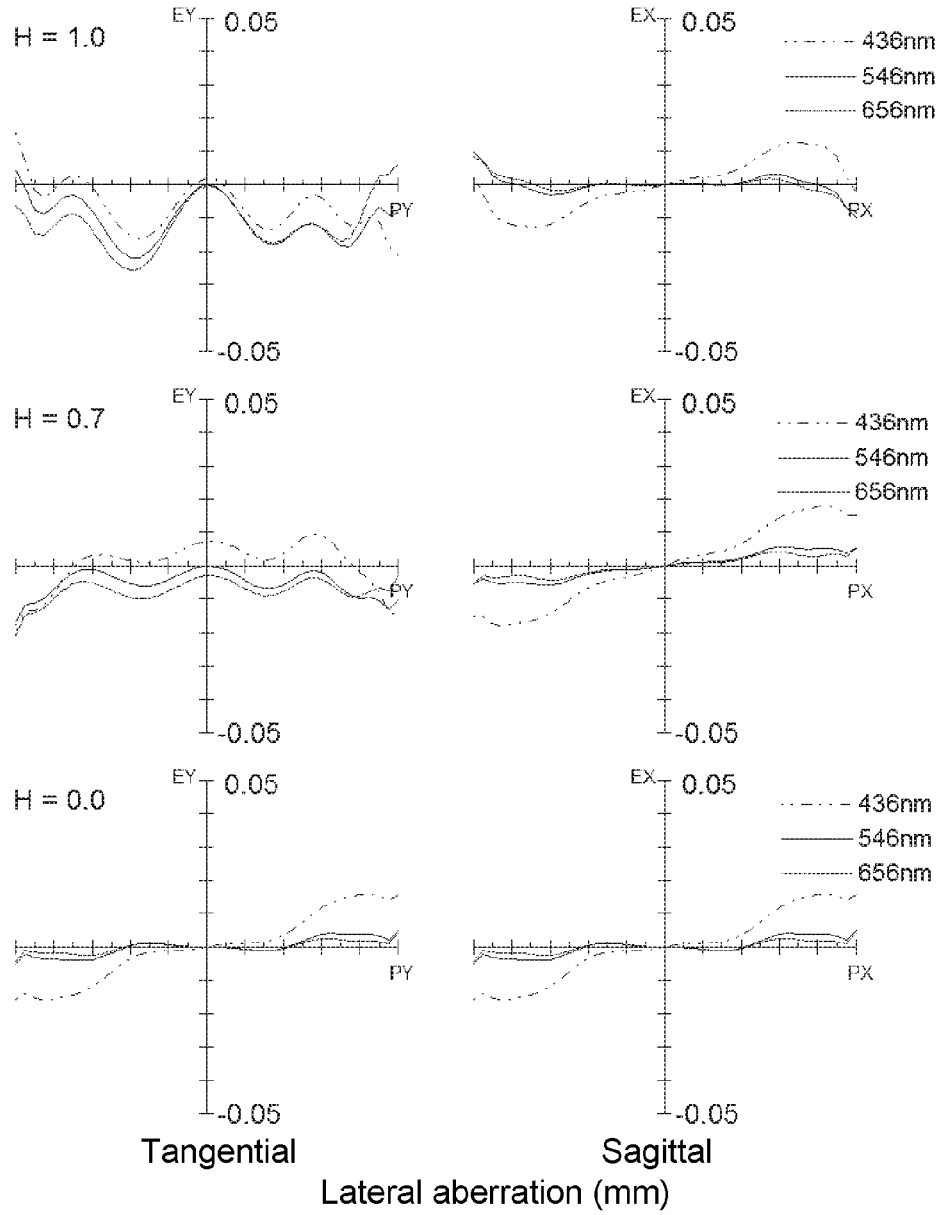 H = 1.0
EY
0.05
PY
-0.05
EX
0.05
PX
-0.05
436nm
546nm
656nm
H = 0.7
EY
0.05
PY
-0.05
EX
0.05
PX
-0.05
436nm
546nm
656nm
H = 0.0
EY
0.05
PY
-0.05
EX
0.05
PX
-0.05
436nm
546nm
656nm
Tangential
Sagittal
Lateral aberration (mm)